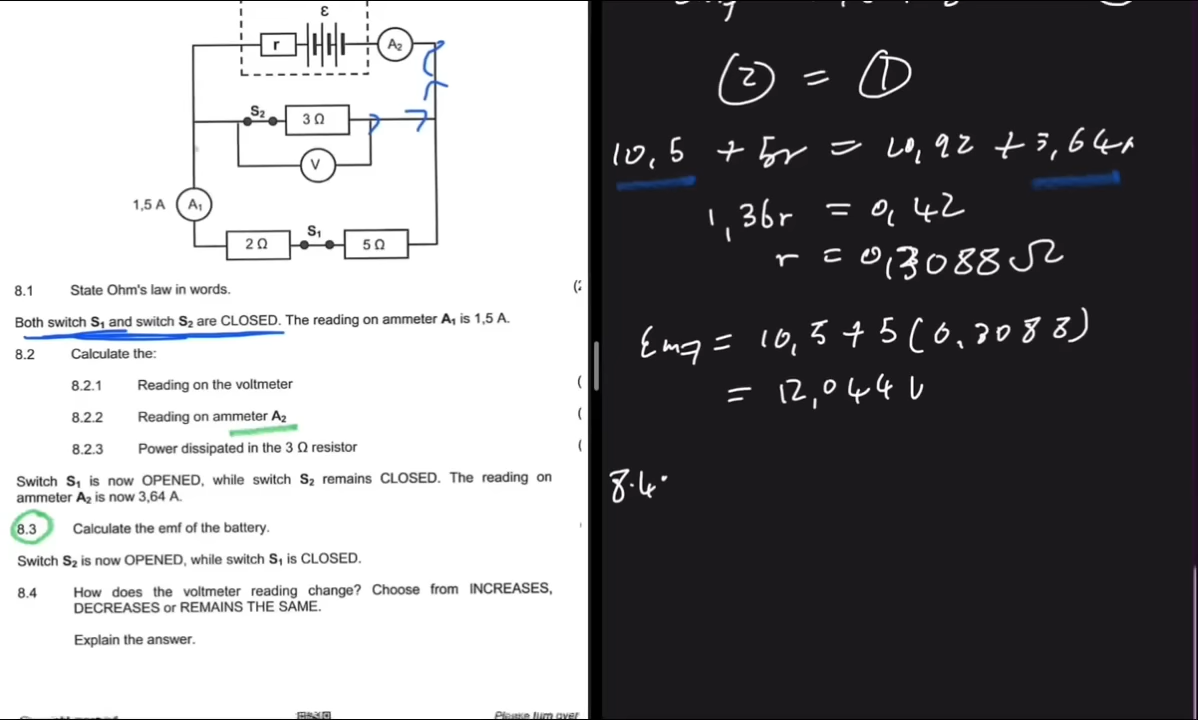 ε
r
A₂
S₂
3 Ω
V
1,5 A
A₁
S₁
2 Ω
5 Ω
8.1 State Ohm's law in words.
Both switch S₁ and switch S₂ are CLOSED. The reading on ammeter A₁ is 1,5 A.
8.2 Calculate the:
8.2.1 Reading on the voltmeter
8.2.2 Reading on ammeter A₂
8.2.3 Power dissipated in the 3 Ω resistor
Switch S₁ is now OPENED, while switch S₂ remains CLOSED. The reading on
ammeter A₂ is now 3,64 A.
8.3 Calculate the emf of the battery.
Switch S₂ is now OPENED, while switch S₁ is CLOSED.
8.4 How does the voltmeter reading change? Choose from INCREASES,
DECREASES or REMAINS THE SAME.
Explain the answer.
Please turn over
② = ①
10,5 + 5r = 10,92 + 3,64r
1,36r = 0,42
r = 0,3088 Ω
Emf = 10,5 + 5(0,3088)
= 12,044 V
8.4.